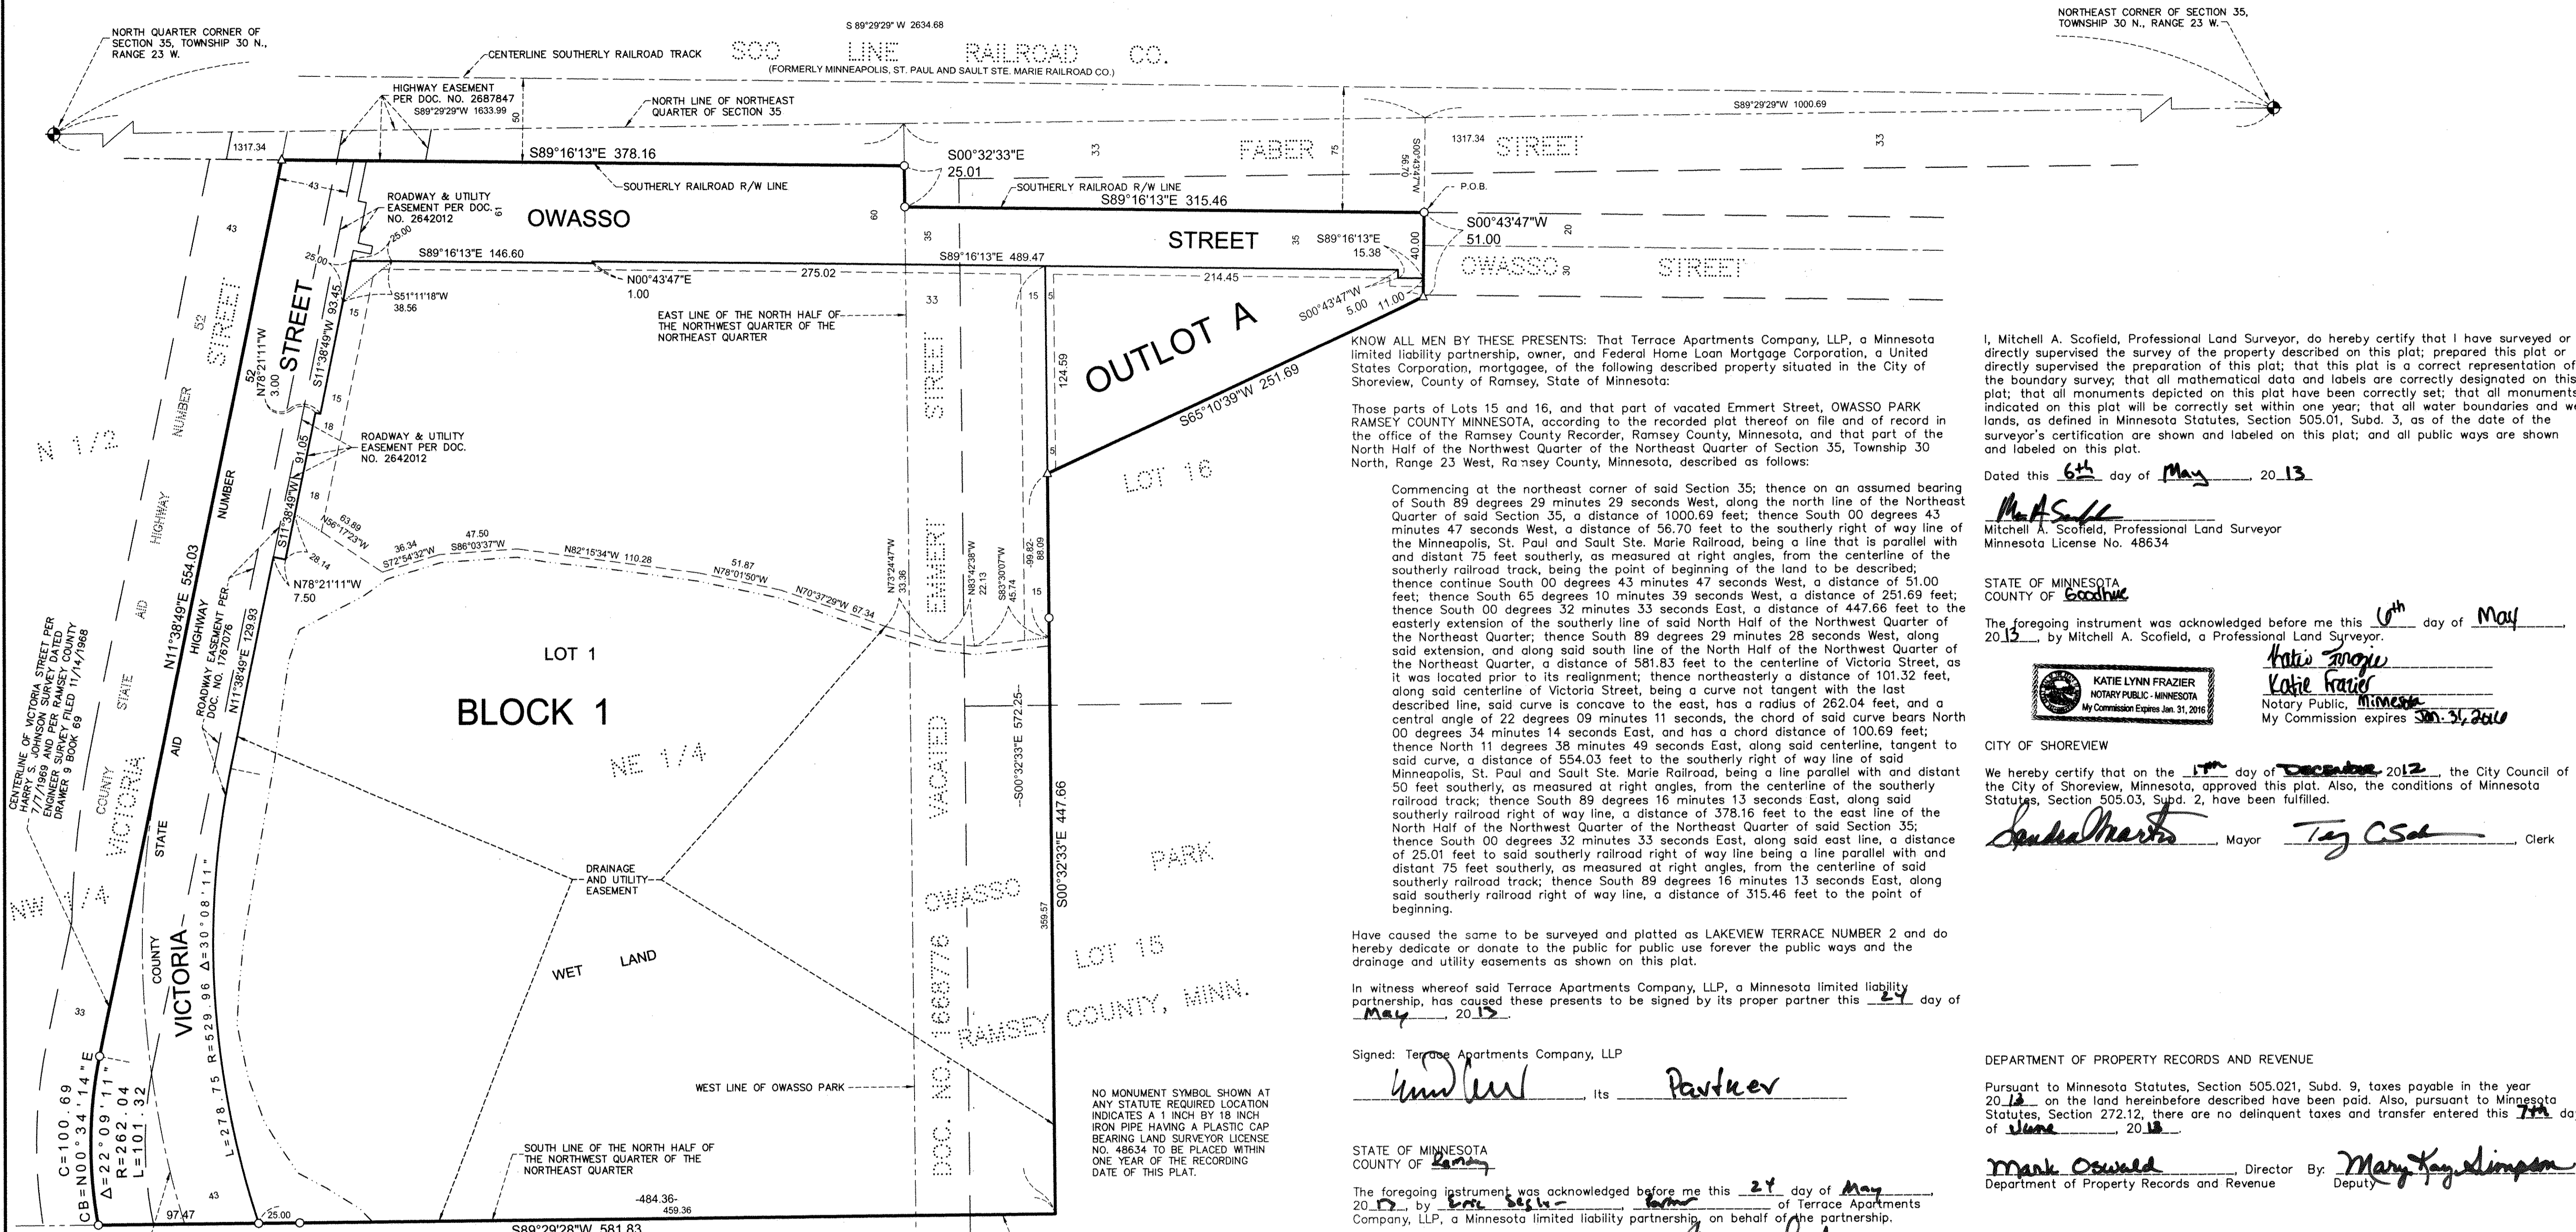 S 89°29'29" W 2634.68
NORTH QUARTER CORNER OF
SECTION 35, TOWNSHIP 30 N.,
RANGE 23 W.
NORTHEAST CORNER OF SECTION 35,
TOWNSHIP 30 N., RANGE 23 W.
CENTERLINE SOUTHERLY RAILROAD TRACK
SOO LINE RAILROAD CO.
(FORMERLY MINNEAPOLIS, ST. PAUL AND SAULT STE. MARIE RAILROAD CO.)
HIGHWAY EASEMENT
PER DOC. NO. 2687847
S89°29'29"W 1633.99
50
NORTH LINE OF NORTHEAST
QUARTER OF SECTION 35
S89°29'29"W 1000.69
1317.34
S89°16'13"E 378.16
S00°32'33"E
25.01
33
FABER STREET
75
S00°43'47"W
56.70
1317.34
33
43
SOUTHERLY RAILROAD R/W LINE
SOUTHERLY RAILROAD R/W LINE
P.O.B.
ROADWAY & UTILITY
EASEMENT PER DOC.
NO. 2642012
61
OWASSO
60
35
S89°16'13"E 315.46
STREET
35
S89°16'13"E
15.38
40.00
S00°43'47"W
51.00
20
43
25.00
25.00
S89°16'13"E 146.60
S89°16'13"E 489.47
275.02
214.45
OWASSO 30 STREET
S51°11'18"W
38.56
N00°43'47"E
1.00
33
15
5
S00°43'47"W
5.00
11.00
EAST LINE OF THE NORTH HALF OF
THE NORTHWEST QUARTER OF THE
NORTHEAST QUARTER
52
STREET
STREET
S11°38'49"W 93.45
15
N78°21'11"W
3.00
52
15
STREET
124.59
OUTLOT A
S65°10'39"W 251.69
N 1/2
NUMBER
18
91.05
ROADWAY & UTILITY
EASEMENT PER DOC.
NO. 2642012
5
LOT 16
HIGHWAY
NUMBER
S11°38'49"W
18
63.89
N56°17'23"W
28.14
36.34
S72°54'32"W
47.50
S86°03'37"W
N82°15'34"W 110.28
51.87
N78°01'50"W
N70°37'29"W 67.34
N73°24'47"W
33.36
EMMERT
N83°42'38"W
22.13
S83°30'07"W
45.74
-99.82-
88.09
15
N78°21'11"W
7.50
N11°38'49"E 554.03
HIGHWAY
ROADWAY EASEMENT PER
DOC. NO. 1767076
N11°38'49"E 129.93
CENTERLINE OF VICTORIA STREET PER
HARRY S. JOHNSON SURVEY DATED
7/7/1969 AND PER RAMSEY COUNTY
ENGINEER SURVEY FILED 11/14/1968
DRAWER 9 BOOK 69
COUNTY STATE AID
VICTORIA
AID
LOT 1
BLOCK 1
NE 1/4
VACATED
--S00°32'33"E 572.25--
S00°32'33"E 447.66
STATE
DRAINAGE
AND UTILITY
EASEMENT
OWASSO PARK
NW 1/4
359.57
WET LAND
LOT 15
RAMSEY COUNTY, MINN.
DOC. NO. 1668776
COUNTY
VICTORIA
L=278.75 R=529.96 Δ=30°08'11"
33
WEST LINE OF OWASSO PARK
C=100.69
CB=N00°34'14"E
Δ=22°09'11"
R=262.04
L=101.32
NO MONUMENT SYMBOL SHOWN AT
ANY STATUTE REQUIRED LOCATION
INDICATES A 1 INCH BY 18 INCH
IRON PIPE HAVING A PLASTIC CAP
BEARING LAND SURVEYOR LICENSE
NO. 48634 TO BE PLACED WITHIN
ONE YEAR OF THE RECORDING
DATE OF THIS PLAT.
SOUTH LINE OF THE NORTH HALF OF
THE NORTHWEST QUARTER OF THE
NORTHEAST QUARTER
43
97.47
25.00
-484.36-
459.36
S89°29'28"W 581.83
KNOW ALL MEN BY THESE PRESENTS: That Terrace Apartments Company, LLP, a Minnesota
limited liability partnership, owner, and Federal Home Loan Mortgage Corporation, a United
States Corporation, mortgagee, of the following described property situated in the City of
Shoreview, County of Ramsey, State of Minnesota:
Those parts of Lots 15 and 16, and that part of vacated Emmert Street, OWASSO PARK
RAMSEY COUNTY MINNESOTA, according to the recorded plat thereof on file and of record in
the office of the Ramsey County Recorder, Ramsey County, Minnesota, and that part of the
North Half of the Northwest Quarter of the Northeast Quarter of Section 35, Township 30
North, Range 23 West, Ramsey County, Minnesota, described as follows:
Commencing at the northeast corner of said Section 35; thence on an assumed bearing
of South 89 degrees 29 minutes 29 seconds West, along the north line of the Northeast
Quarter of said Section 35, a distance of 1000.69 feet; thence South 00 degrees 43
minutes 47 seconds West, a distance of 56.70 feet to the southerly right of way line of
the Minneapolis, St. Paul and Sault Ste. Marie Railroad, being a line that is parallel with
and distant 75 feet southerly, as measured at right angles, from the centerline of the
southerly railroad track, being the point of beginning of the land to be described;
thence continue South 00 degrees 43 minutes 47 seconds West, a distance of 51.00
feet; thence South 65 degrees 10 minutes 39 seconds West, a distance of 251.69 feet;
thence South 00 degrees 32 minutes 33 seconds East, a distance of 447.66 feet to the
easterly extension of the southerly line of said North Half of the Northwest Quarter of
the Northeast Quarter; thence South 89 degrees 29 minutes 28 seconds West, along
said extension, and along said south line of the North Half of the Northwest Quarter of
the Northeast Quarter, a distance of 581.83 feet to the centerline of Victoria Street, as
it was located prior to its realignment; thence northeasterly a distance of 101.32 feet,
along said centerline of Victoria Street, being a curve not tangent with the last
described line, said curve is concave to the east, has a radius of 262.04 feet, and a
central angle of 22 degrees 09 minutes 11 seconds, the chord of said curve bears North
00 degrees 34 minutes 14 seconds East, and has a chord distance of 100.69 feet;
thence North 11 degrees 38 minutes 49 seconds East, along said centerline, tangent to
said curve, a distance of 554.03 feet to the southerly right of way line of said
Minneapolis, St. Paul and Sault Ste. Marie Railroad, being a line parallel with and distant
50 feet southerly, as measured at right angles, from the centerline of the southerly
railroad track; thence South 89 degrees 16 minutes 13 seconds East, along said
southerly railroad right of way line, a distance of 378.16 feet to the east line of the
North Half of the Northwest Quarter of the Northeast Quarter of said Section 35;
thence South 00 degrees 32 minutes 33 seconds East, along said east line, a distance
of 25.01 feet to said southerly railroad right of way line being a line parallel with and
distant 75 feet southerly, as measured at right angles, from the centerline of said
southerly railroad track; thence South 89 degrees 16 minutes 13 seconds East, along
said southerly railroad right of way line, a distance of 315.46 feet to the point of
beginning.
Have caused the same to be surveyed and platted as LAKEVIEW TERRACE NUMBER 2 and do
hereby dedicate or donate to the public for public use forever the public ways and the
drainage and utility easements as shown on this plat.
In witness whereof said Terrace Apartments Company, LLP, a Minnesota limited liability
partnership, has caused these presents to be signed by its proper partner this 24 day of
May, 2013.
Signed: Terrace Apartments Company, LLP
, Its Partner
STATE OF MINNESOTA
COUNTY OF Ramsey
The foregoing instrument was acknowledged before me this 24 day of May,
2013, by Eric , Partner of Terrace Apartments
Company, LLP, a Minnesota limited liability partnership, on behalf of the partnership.
I, Mitchell A. Scofield, Professional Land Surveyor, do hereby certify that I have surveyed or
directly supervised the survey of the property described on this plat; prepared this plat or
directly supervised the preparation of this plat; that this plat is a correct representation of
the boundary survey; that all mathematical data and labels are correctly designated on this
plat; that all monuments depicted on this plat have been correctly set; that all monuments
indicated on this plat will be correctly set within one year; that all water boundaries and we
lands, as defined in Minnesota Statutes, Section 505.01, Subd. 3, as of the date of the
surveyor's certification are shown and labeled on this plat; and all public ways are shown
and labeled on this plat.
Dated this 6th day of May, 2013
Mitchell A. Scofield, Professional Land Surveyor
Minnesota License No. 48634
STATE OF MINNESOTA
COUNTY OF Goodhue
The foregoing instrument was acknowledged before me this 6th day of May,
2013, by Mitchell A. Scofield, a Professional Land Surveyor.
KATIE LYNN FRAZIER
NOTARY PUBLIC - MINNESOTA
My Commission Expires Jan. 31, 2016
Katie Frazier
Katie Frazier
Notary Public, Minnesota
My Commission expires Jan. 31, 2016
CITY OF SHOREVIEW
We hereby certify that on the 17th day of December 2012, the City Council of
the City of Shoreview, Minnesota, approved this plat. Also, the conditions of Minnesota
Statutes, Section 505.03, Subd. 2, have been fulfilled.
Sandra Martin, Mayor , Clerk
DEPARTMENT OF PROPERTY RECORDS AND REVENUE
Pursuant to Minnesota Statutes, Section 505.021, Subd. 9, taxes payable in the year
2013 on the land hereinbefore described have been paid. Also, pursuant to Minnesota
Statutes, Section 272.12, there are no delinquent taxes and transfer entered this 7th da
of June, 2013.
Mark Oswald, Director By: Mary Kay Simpson
Department of Property Records and Revenue Deputy